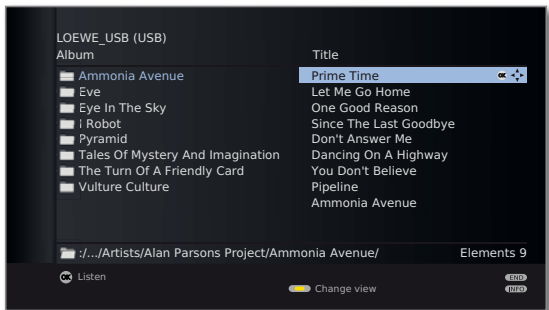 LOEWE_USB (USB)
Album
Ammonia Avenue
Eve
Eye In The Sky
I Robot
Pyramid
Tales Of Mystery And Imagination
The Turn Of A Friendly Card
Vulture Culture
Title
Prime Time OK
Let Me Go Home
One Good Reason
Since The Last Goodbye
Don't Answer Me
Dancing On A Highway
You Don't Believe
Pipeline
Ammonia Avenue
:/.../Artists/Alan Parsons Project/Ammonia Avenue/ Elements 9
OK Listen
Change view
END
INFO